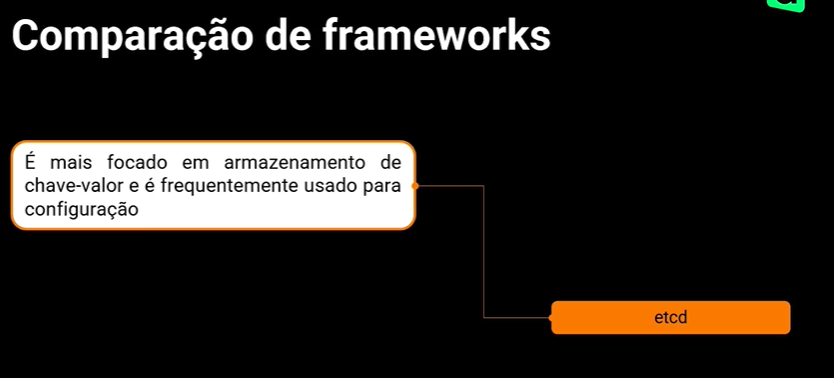 Comparação de frameworks
É mais focado em armazenamento de
chave-valor e é frequentemente usado para
configuração
etcd